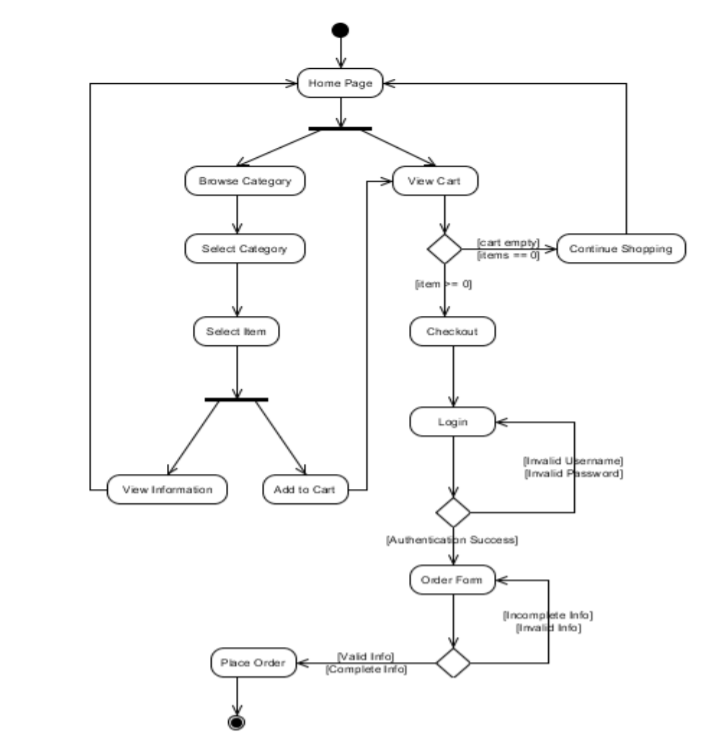 Home Page
Browse Category
View Cart
Select Category
[cart empty]
[items == 0]
Continue Shopping
[item >= 0]
Select Item
Checkout
Login
[Invalid Username]
[Invalid Password]
View Information
Add to Cart
[Authentication Success]
Order Form
[Incomplete Info]
[Invalid Info]
Place Order
[Valid Info]
[Complete Info]